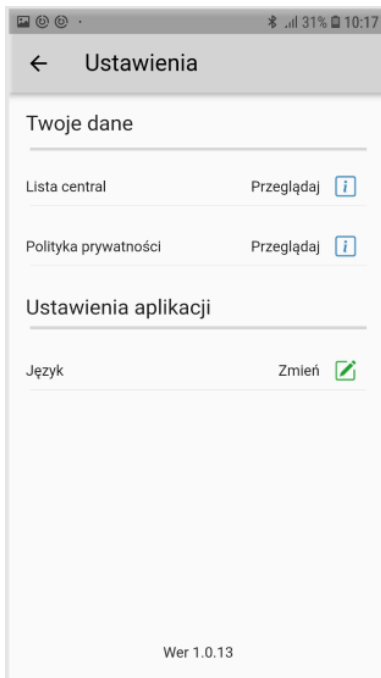 31% 10:17
Ustawienia
Twoje dane
Lista central Przeglądaj
Polityka prywatności Przeglądaj
Ustawienia aplikacji
Język Zmień
Wer 1.0.13